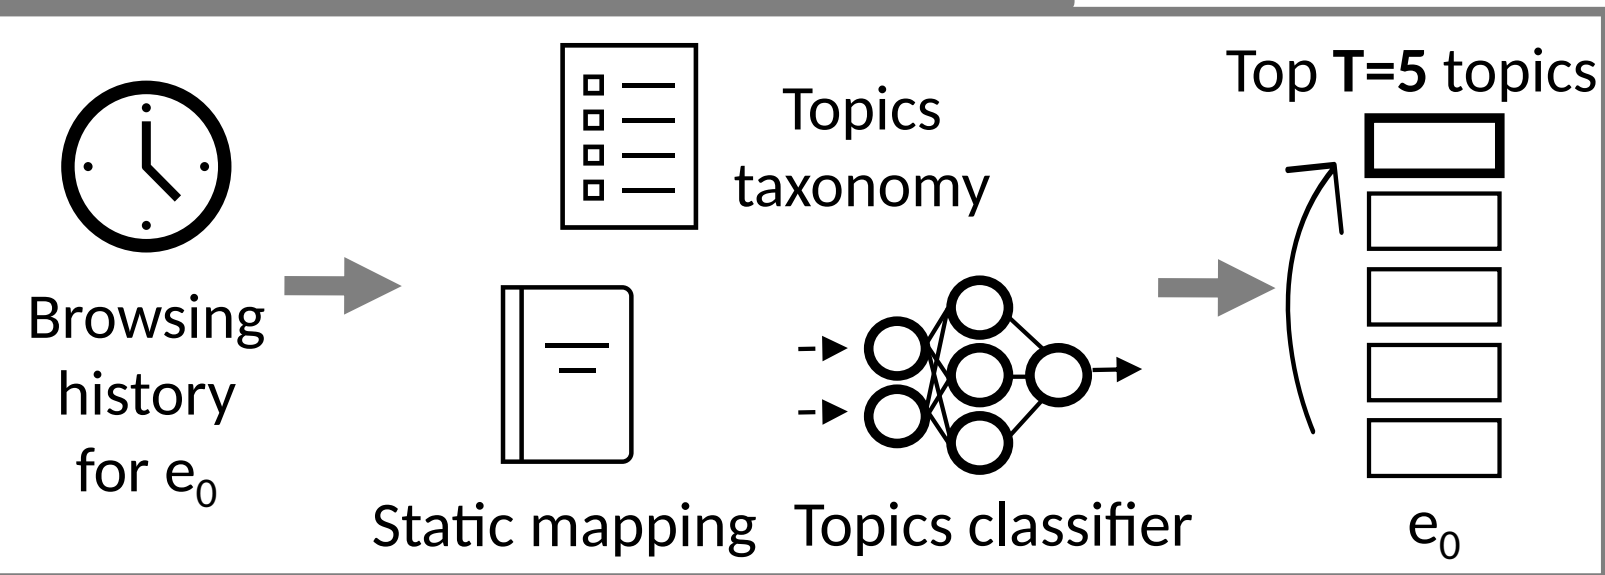 Browsing
history
for e₀
Topics
taxonomy
Static mapping
Topics classifier
Top T=5 topics
e₀